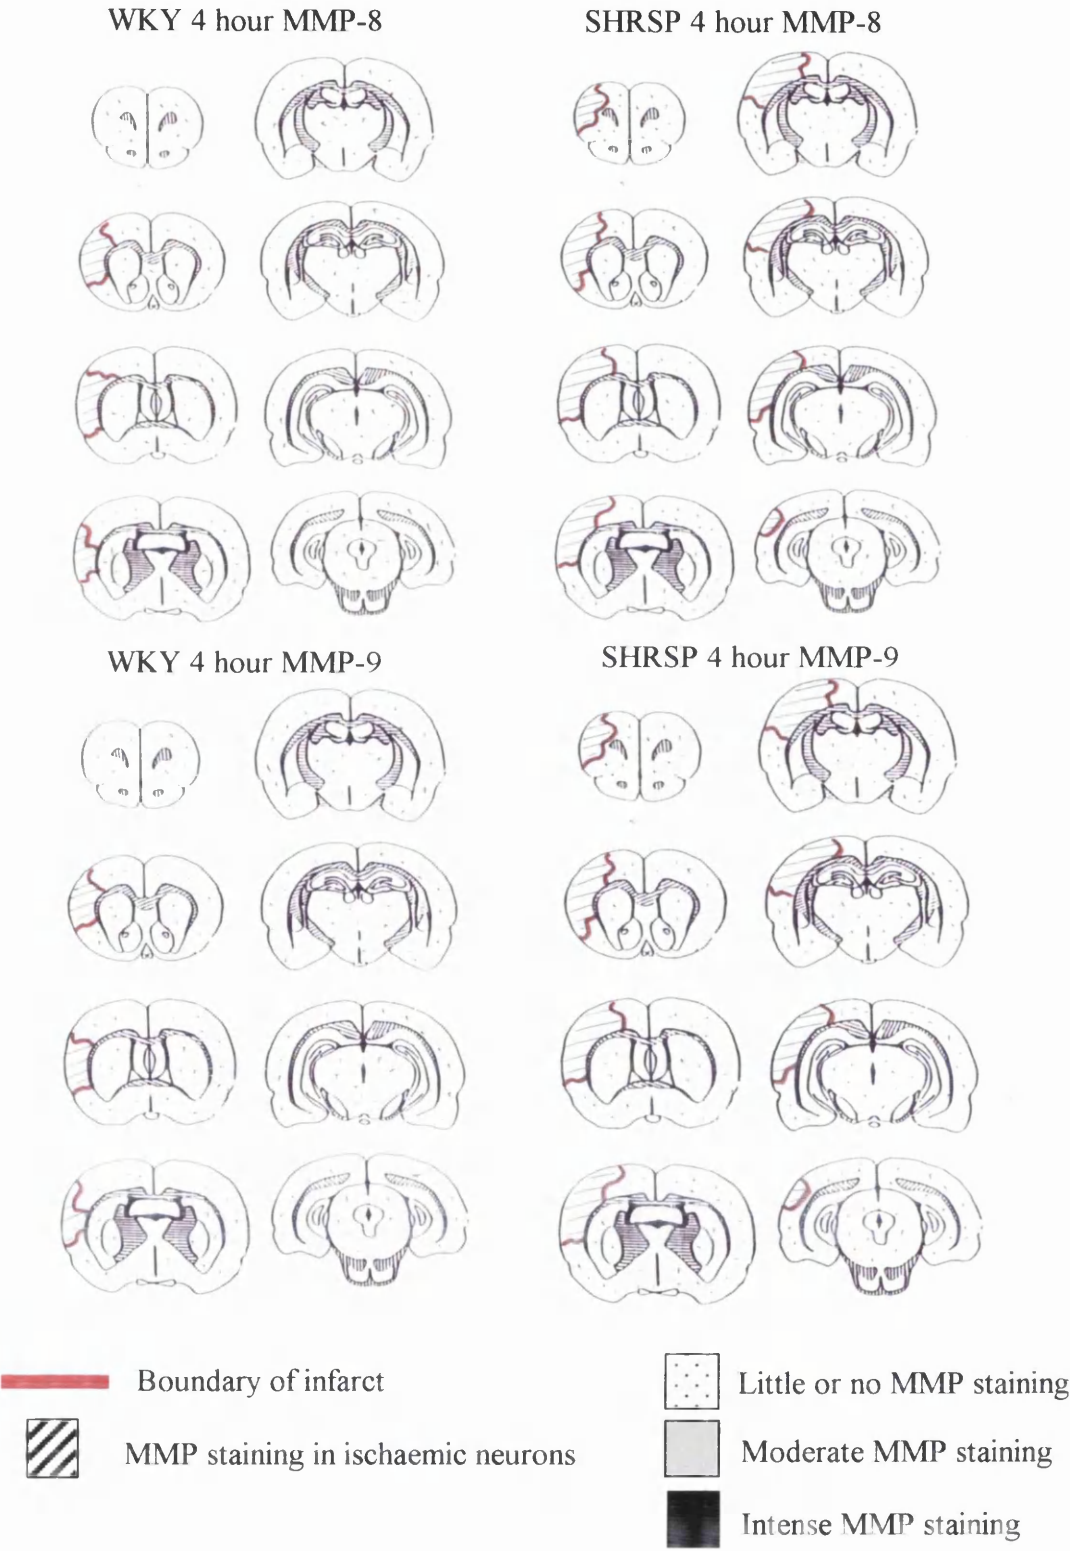 WKY 4 hour MMP-8
SHRSP 4 hour MMP-8
WKY 4 hour MMP-9
SHRSP 4 hour MMP-9
Boundary of infarct
MMP staining in ischaemic neurons
Little or no MMP staining
Moderate MMP staining
Intense MMP staining